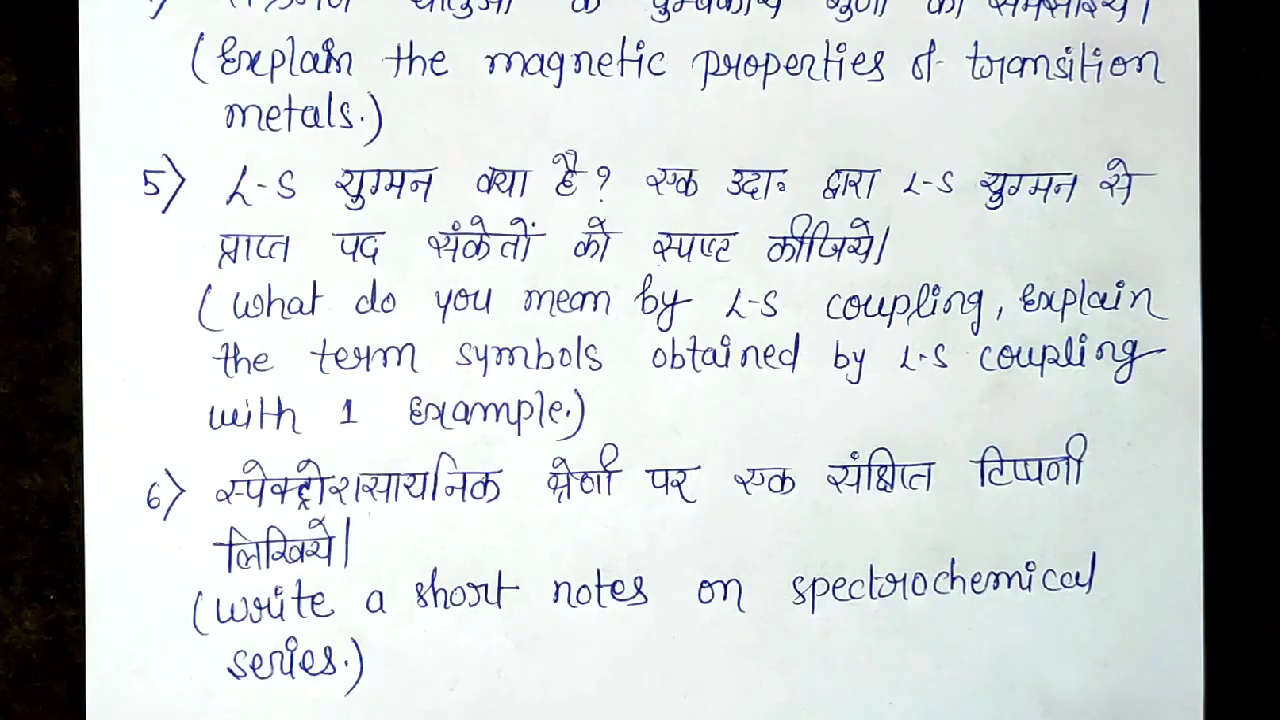 (Explain the magnetic properties of transition
metals.)
5) L-S युग्मन क्या है? एक उदा० द्वारा L-S युग्मन से
प्राप्त पद संकेतों को स्पष्ट कीजिये।
(What do you mean by L-S coupling, Explain
the term symbols obtained by L-S coupling
with 1 Example.)
6) स्पेक्ट्रोरासायनिक श्रेणी पर एक संक्षिप्त टिप्पणी
लिखिये।
(Write a short notes on spectrochemical
series.)